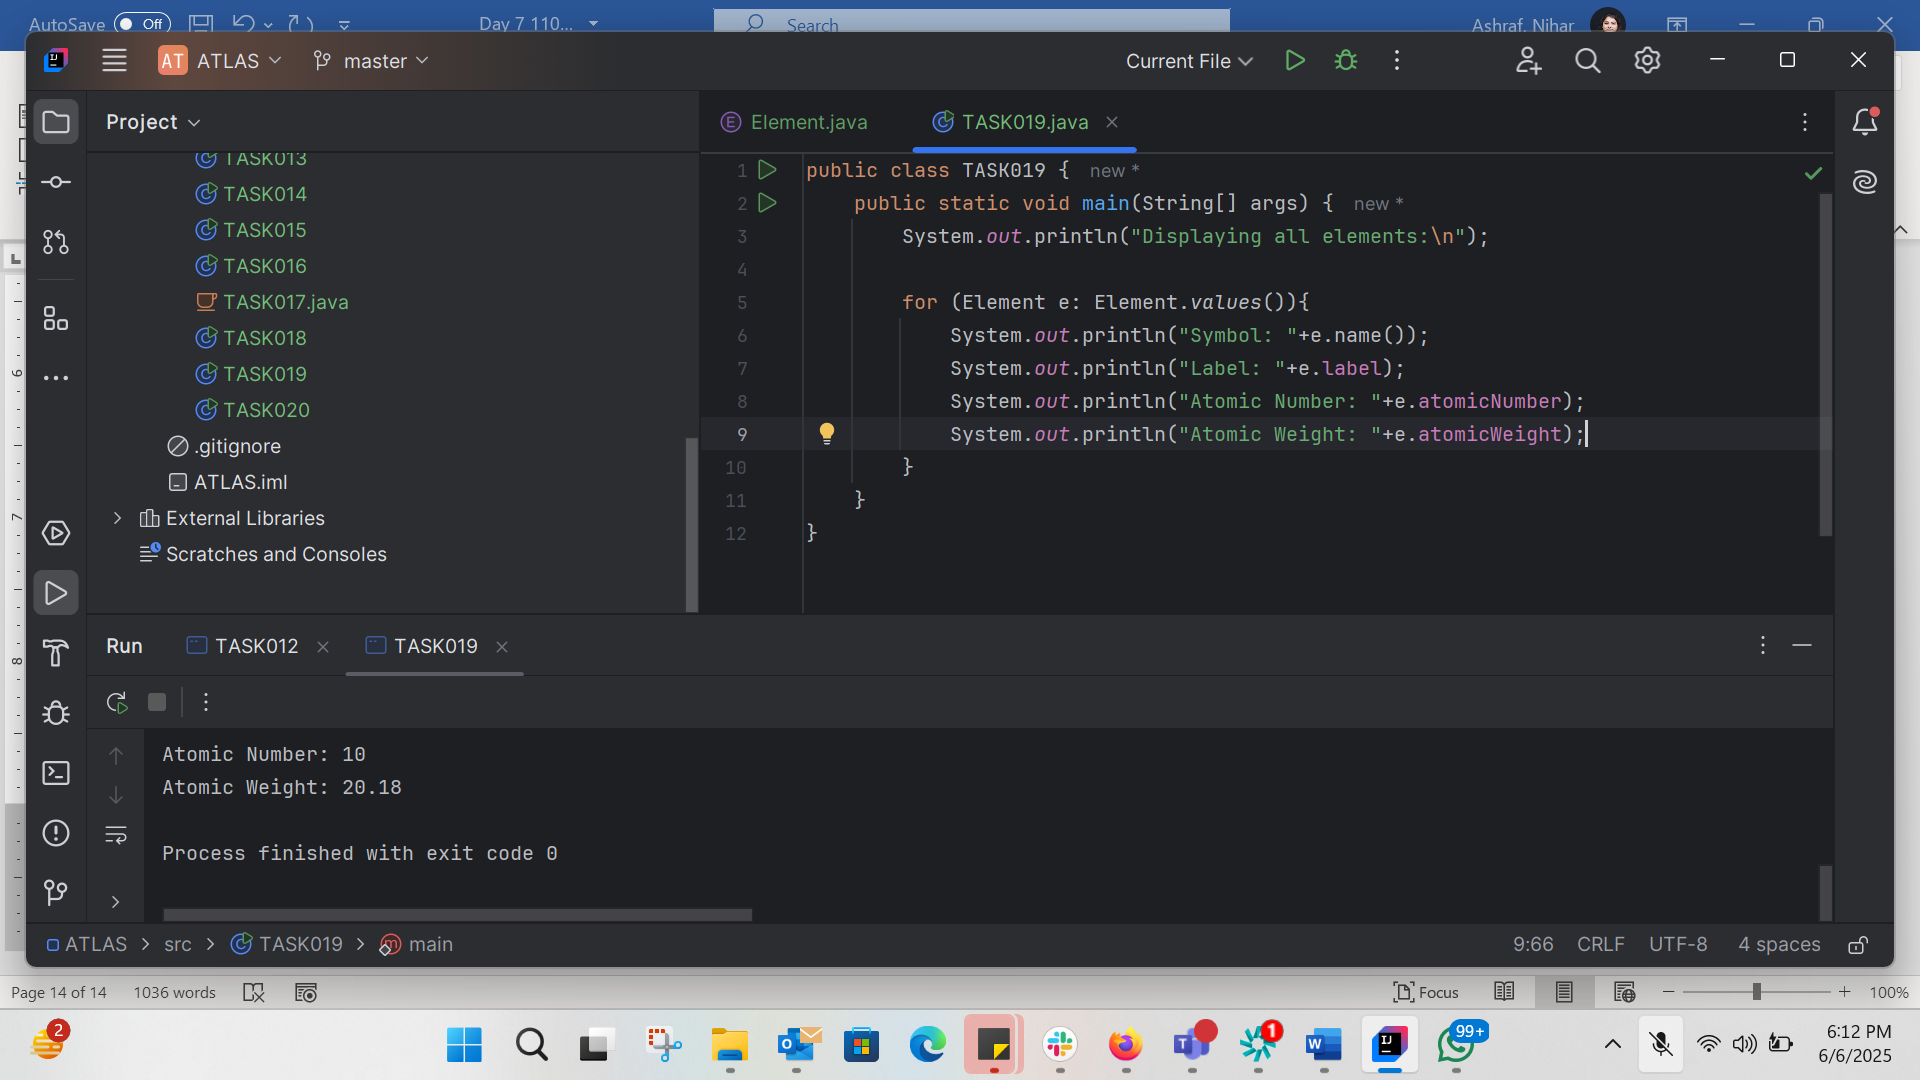 AutoSave Off Day 7 110... Search Ashraf, Nihar
AT ATLAS master Current File
Project
TASK013
TASK014
TASK015
TASK016
TASK017.java
TASK018
TASK019
TASK020
.gitignore
ATLAS.iml
External Libraries
Scratches and Consoles
Element.java TASK019.java
1 public class TASK019 { new *
2 public static void main(String[] args) { new *
3 System.out.println("Displaying all elements:\n");
4
5 for (Element e: Element.values()){
6 System.out.println("Symbol: "+e.name());
7 System.out.println("Label: "+e.label);
8 System.out.println("Atomic Number: "+e.atomicNumber);
9 System.out.println("Atomic Weight: "+e.atomicWeight);
10 }
11 }
12 }
6
7
8
Run TASK012 TASK019
Atomic Number: 10
Atomic Weight: 20.18
Process finished with exit code 0
ATLAS > src > TASK019 > main 9:66 CRLF UTF-8 4 spaces
Page 14 of 14 1036 words Focus 100%
2 1 99+ 6:12 PM
6/6/2025